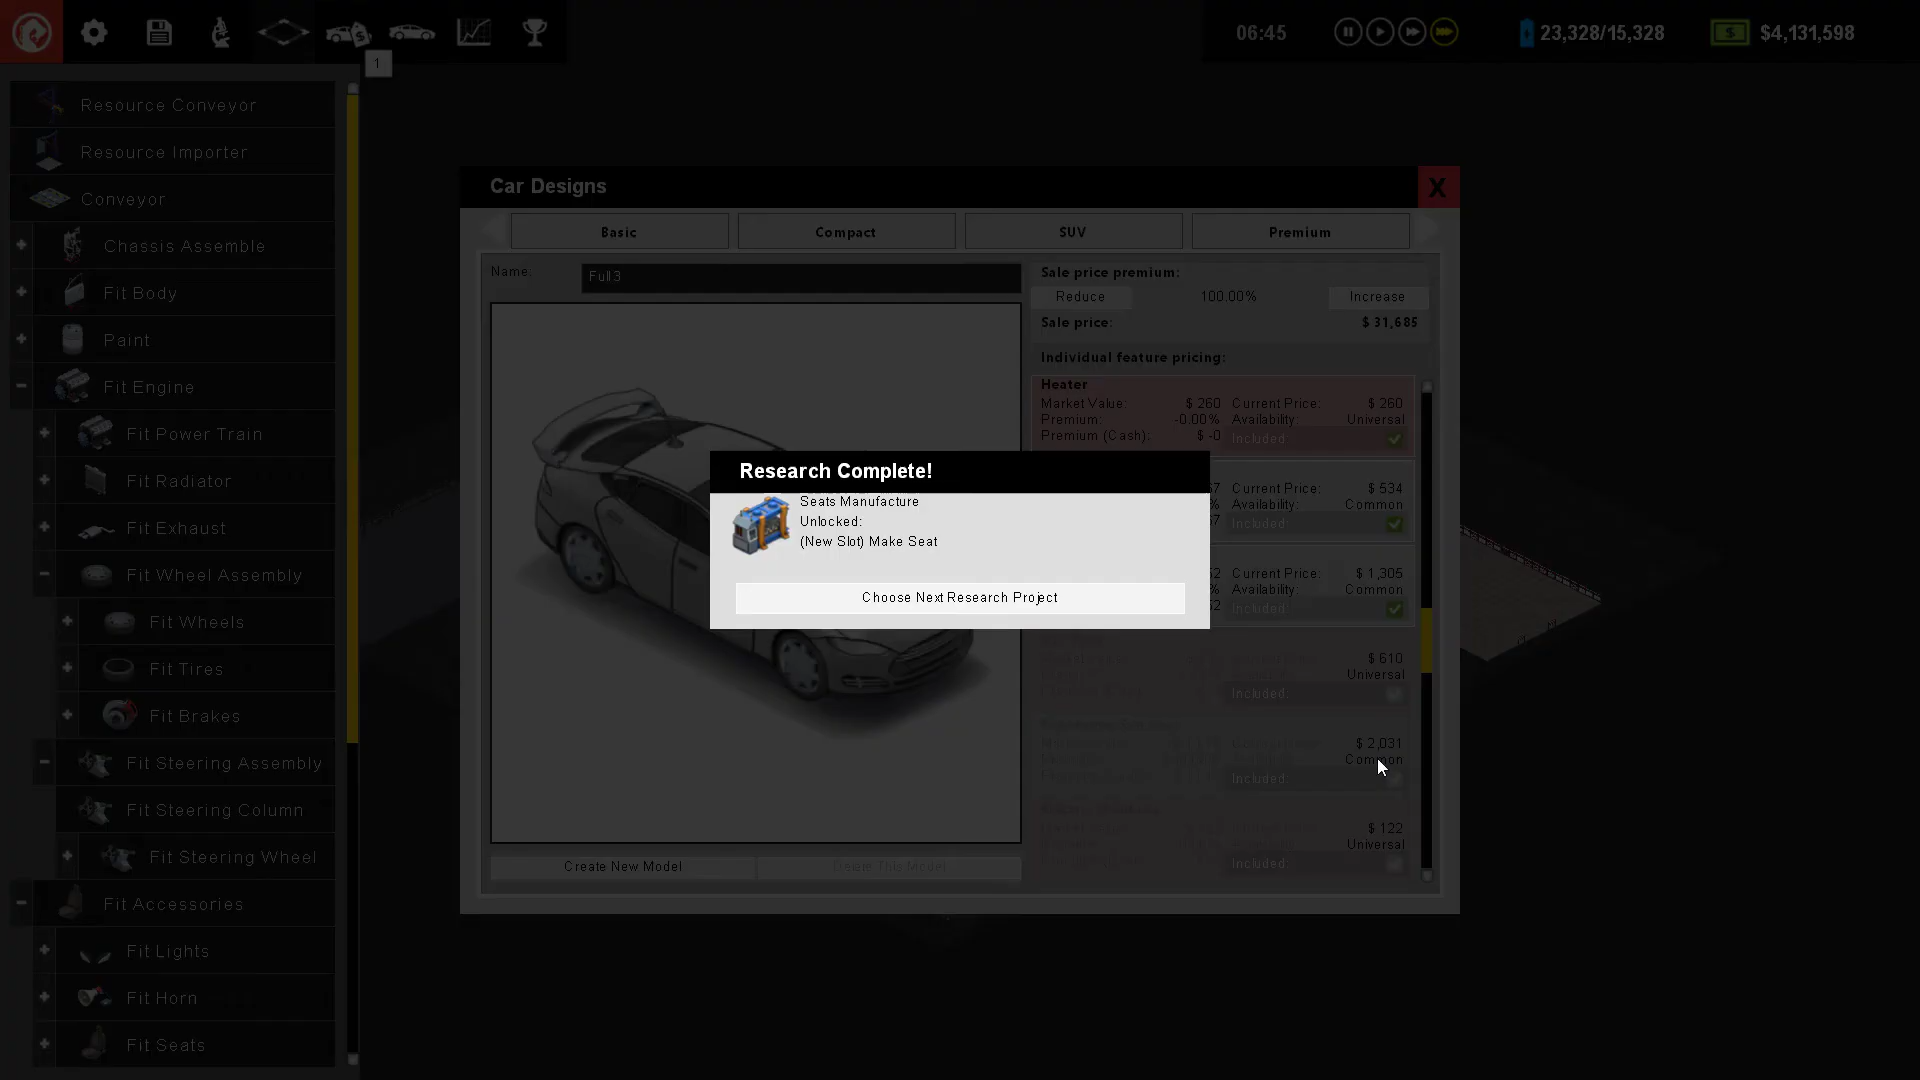 06:45
23,328/15,328
$4,131,598
1
Resource Conveyor
Resource Importer
Conveyor
Chassis Assemble
Fit Body
Paint
Fit Engine
Fit Power Train
Fit Radiator
Fit Exhaust
Fit Wheel Assembly
Fit Wheels
Fit Tires
Fit Brakes
Fit Steering Assembly
Fit Steering Column
Fit Steering Wheel
Fit Accessories
Fit Lights
Fit Horn
Fit Seats
Car Designs
X
Basic
Compact
SUV
Premium
Name:
Full3
Sale price premium:
Reduce 100.00% Increase
Sale price: $ 31,685
Individual feature pricing:
Heater
Market Value: $ 260 Current Price: $ 260
Premium: -0.00% Availability: Universal
Premium (Cash): $ -0 Included:
Current Price: $ 534
Availability: Common
Included:
Current Price: $ 1,305
Availability: Common
Included:
$ 610
Universal
Included:
$ 2,031
Common
Included:
$ 122
Universal
Included:
Research Complete!
Seats Manufacture
Unlocked:
(New Slot) Make Seat
Choose Next Research Project
Create New Model
Delete This Model